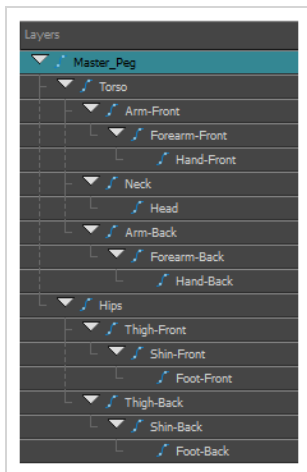 Layers
Master_Peg
Torso
Arm-Front
Forearm-Front
Hand-Front
Neck
Head
Arm-Back
Forearm-Back
Hand-Back
Hips
Thigh-Front
Shin-Front
Foot-Front
Thigh-Back
Shin-Back
Foot-Back